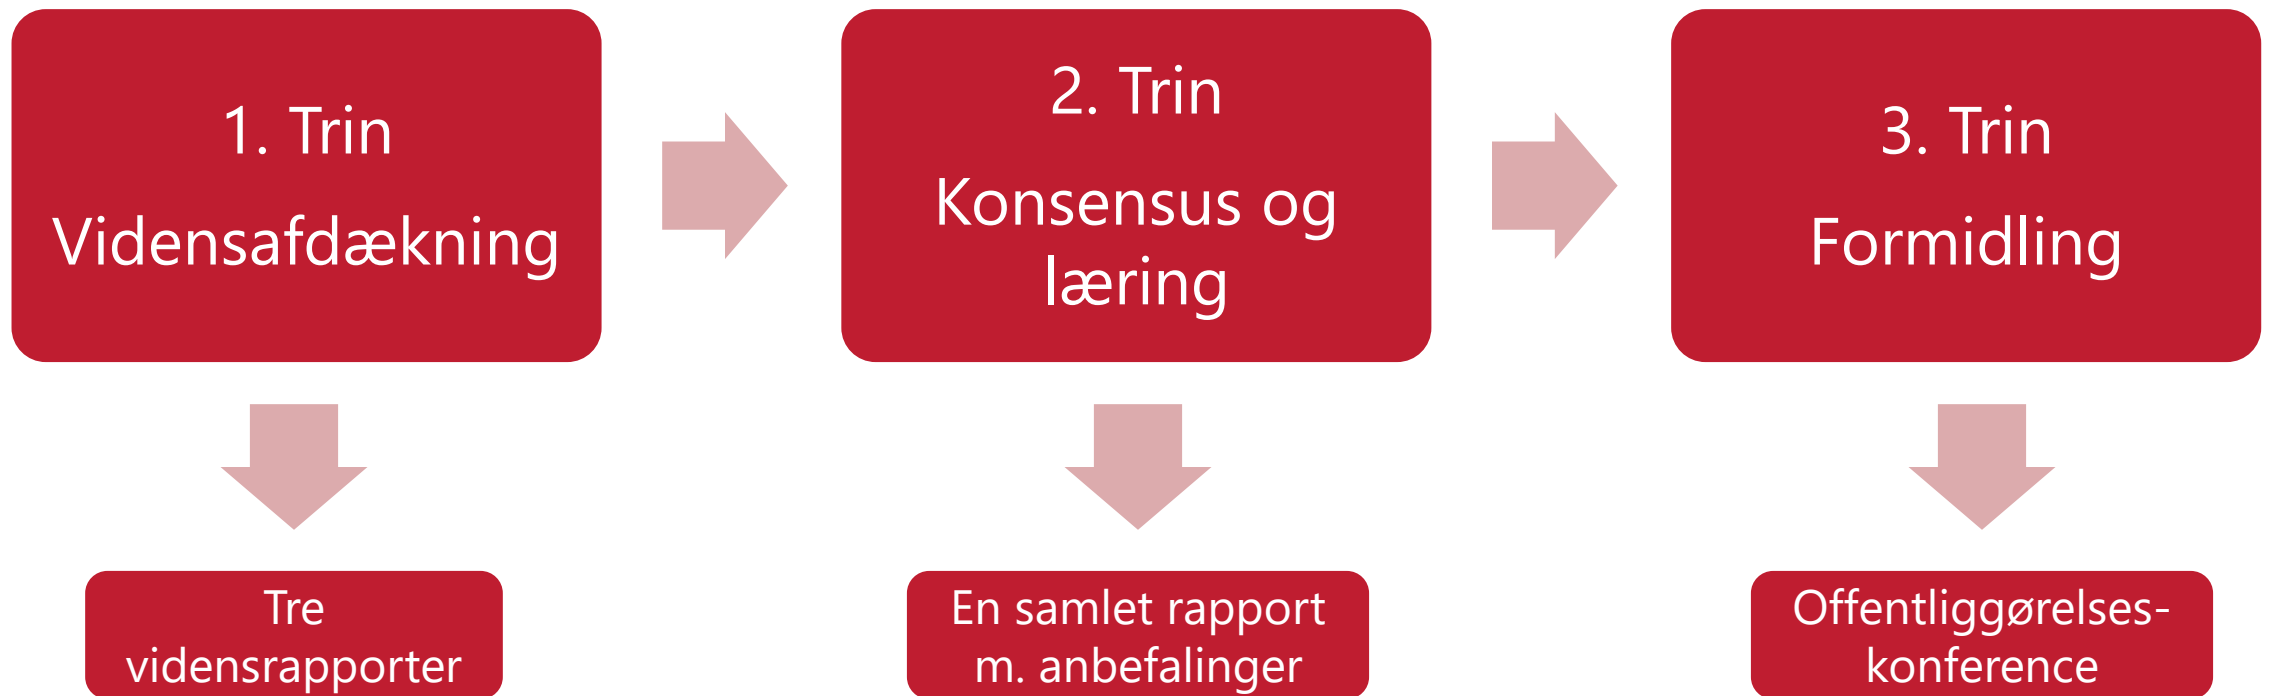 1. Trin
Vidensafdækning
2. Trin
Konsensus og
læring
3. Trin
Formidling
Tre
vidensrapporter
En samlet rapport
m. anbefalinger
Offentliggørelses-
konference